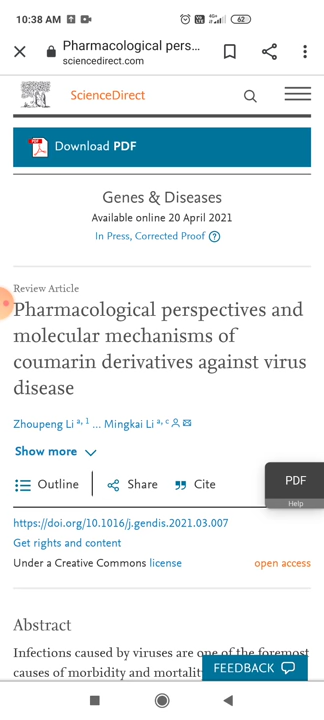 10:38 AM
4G+
62
Pharmacological pers...
sciencedirect.com
ScienceDirect
PDF
Download PDF
Genes & Diseases
Available online 20 April 2021
In Press, Corrected Proof ?
Review Article
Pharmacological perspectives and
molecular mechanisms of
coumarin derivatives against virus
disease
Zhoupeng Li a, 1 ... Mingkai Li a, c
Show more
Outline
Share
Cite
PDF
Help
https://doi.org/10.1016/j.gendis.2021.03.007
Get rights and content
Under a Creative Commons license
open access
Abstract
Infections caused by viruses are one of the foremost
causes of morbidity and mortality
FEEDBACK